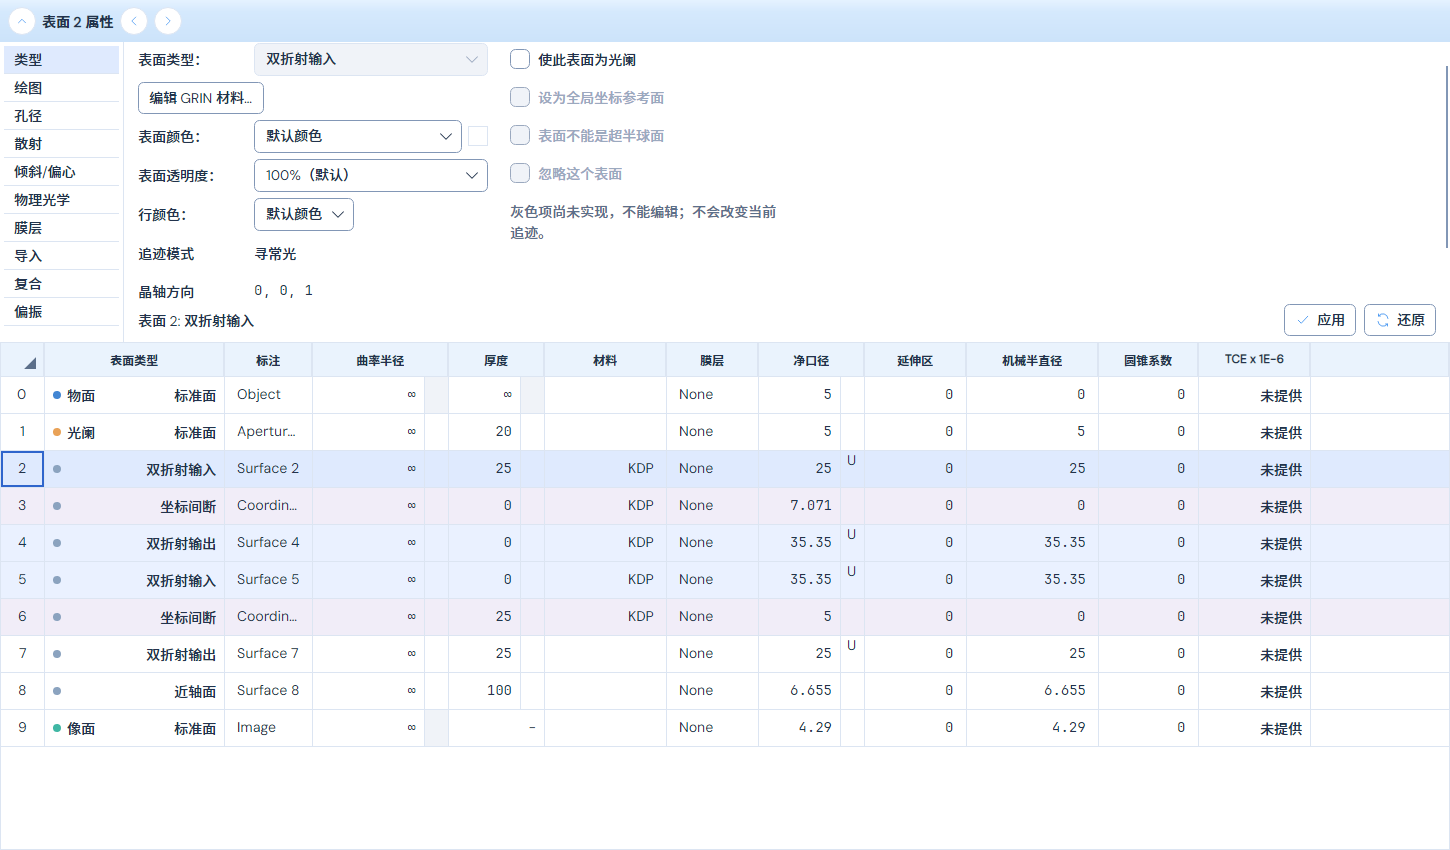 表面 2 属性
类型
绘图
孔径
散射
倾斜/偏心
物理光学
膜层
导入
复合
偏振
表面类型： 双折射输入
编辑 GRIN 材料...
表面颜色： 默认颜色
表面透明度： 100%（默认）
行颜色： 默认颜色
追迹模式 寻常光
晶轴方向 0, 0, 1
表面 2: 双折射输入
使此表面为光阑
设为全局坐标参考面
表面不能是超半球面
忽略这个表面
灰色项尚未实现，不能编辑；不会改变当前
追迹。
应用 还原
表面类型 标注 曲率半径 厚度 材料 膜层 净口径 延伸区 机械半直径 圆锥系数 TCE x 1E-6
0 物面 标准面 Object ∞ ∞ None 5 0 0 0 未提供
1 光阑 标准面 Apertur... ∞ 20 None 5 0 5 0 未提供
2 双折射输入 Surface 2 ∞ 25 KDP None 25 U 0 25 0 未提供
3 坐标间断 Coordin... ∞ 0 KDP None 7.071 0 0 0 未提供
4 双折射输出 Surface 4 ∞ 0 KDP None 35.35 U 0 35.35 0 未提供
5 双折射输入 Surface 5 ∞ 0 KDP None 35.35 U 0 35.35 0 未提供
6 坐标间断 Coordin... ∞ 25 KDP None 5 0 0 0 未提供
7 双折射输出 Surface 7 ∞ 25 None 25 U 0 25 0 未提供
8 近轴面 Surface 8 ∞ 100 None 6.655 0 6.655 0 未提供
9 像面 标准面 Image ∞ - None 4.29 0 4.29 0 未提供